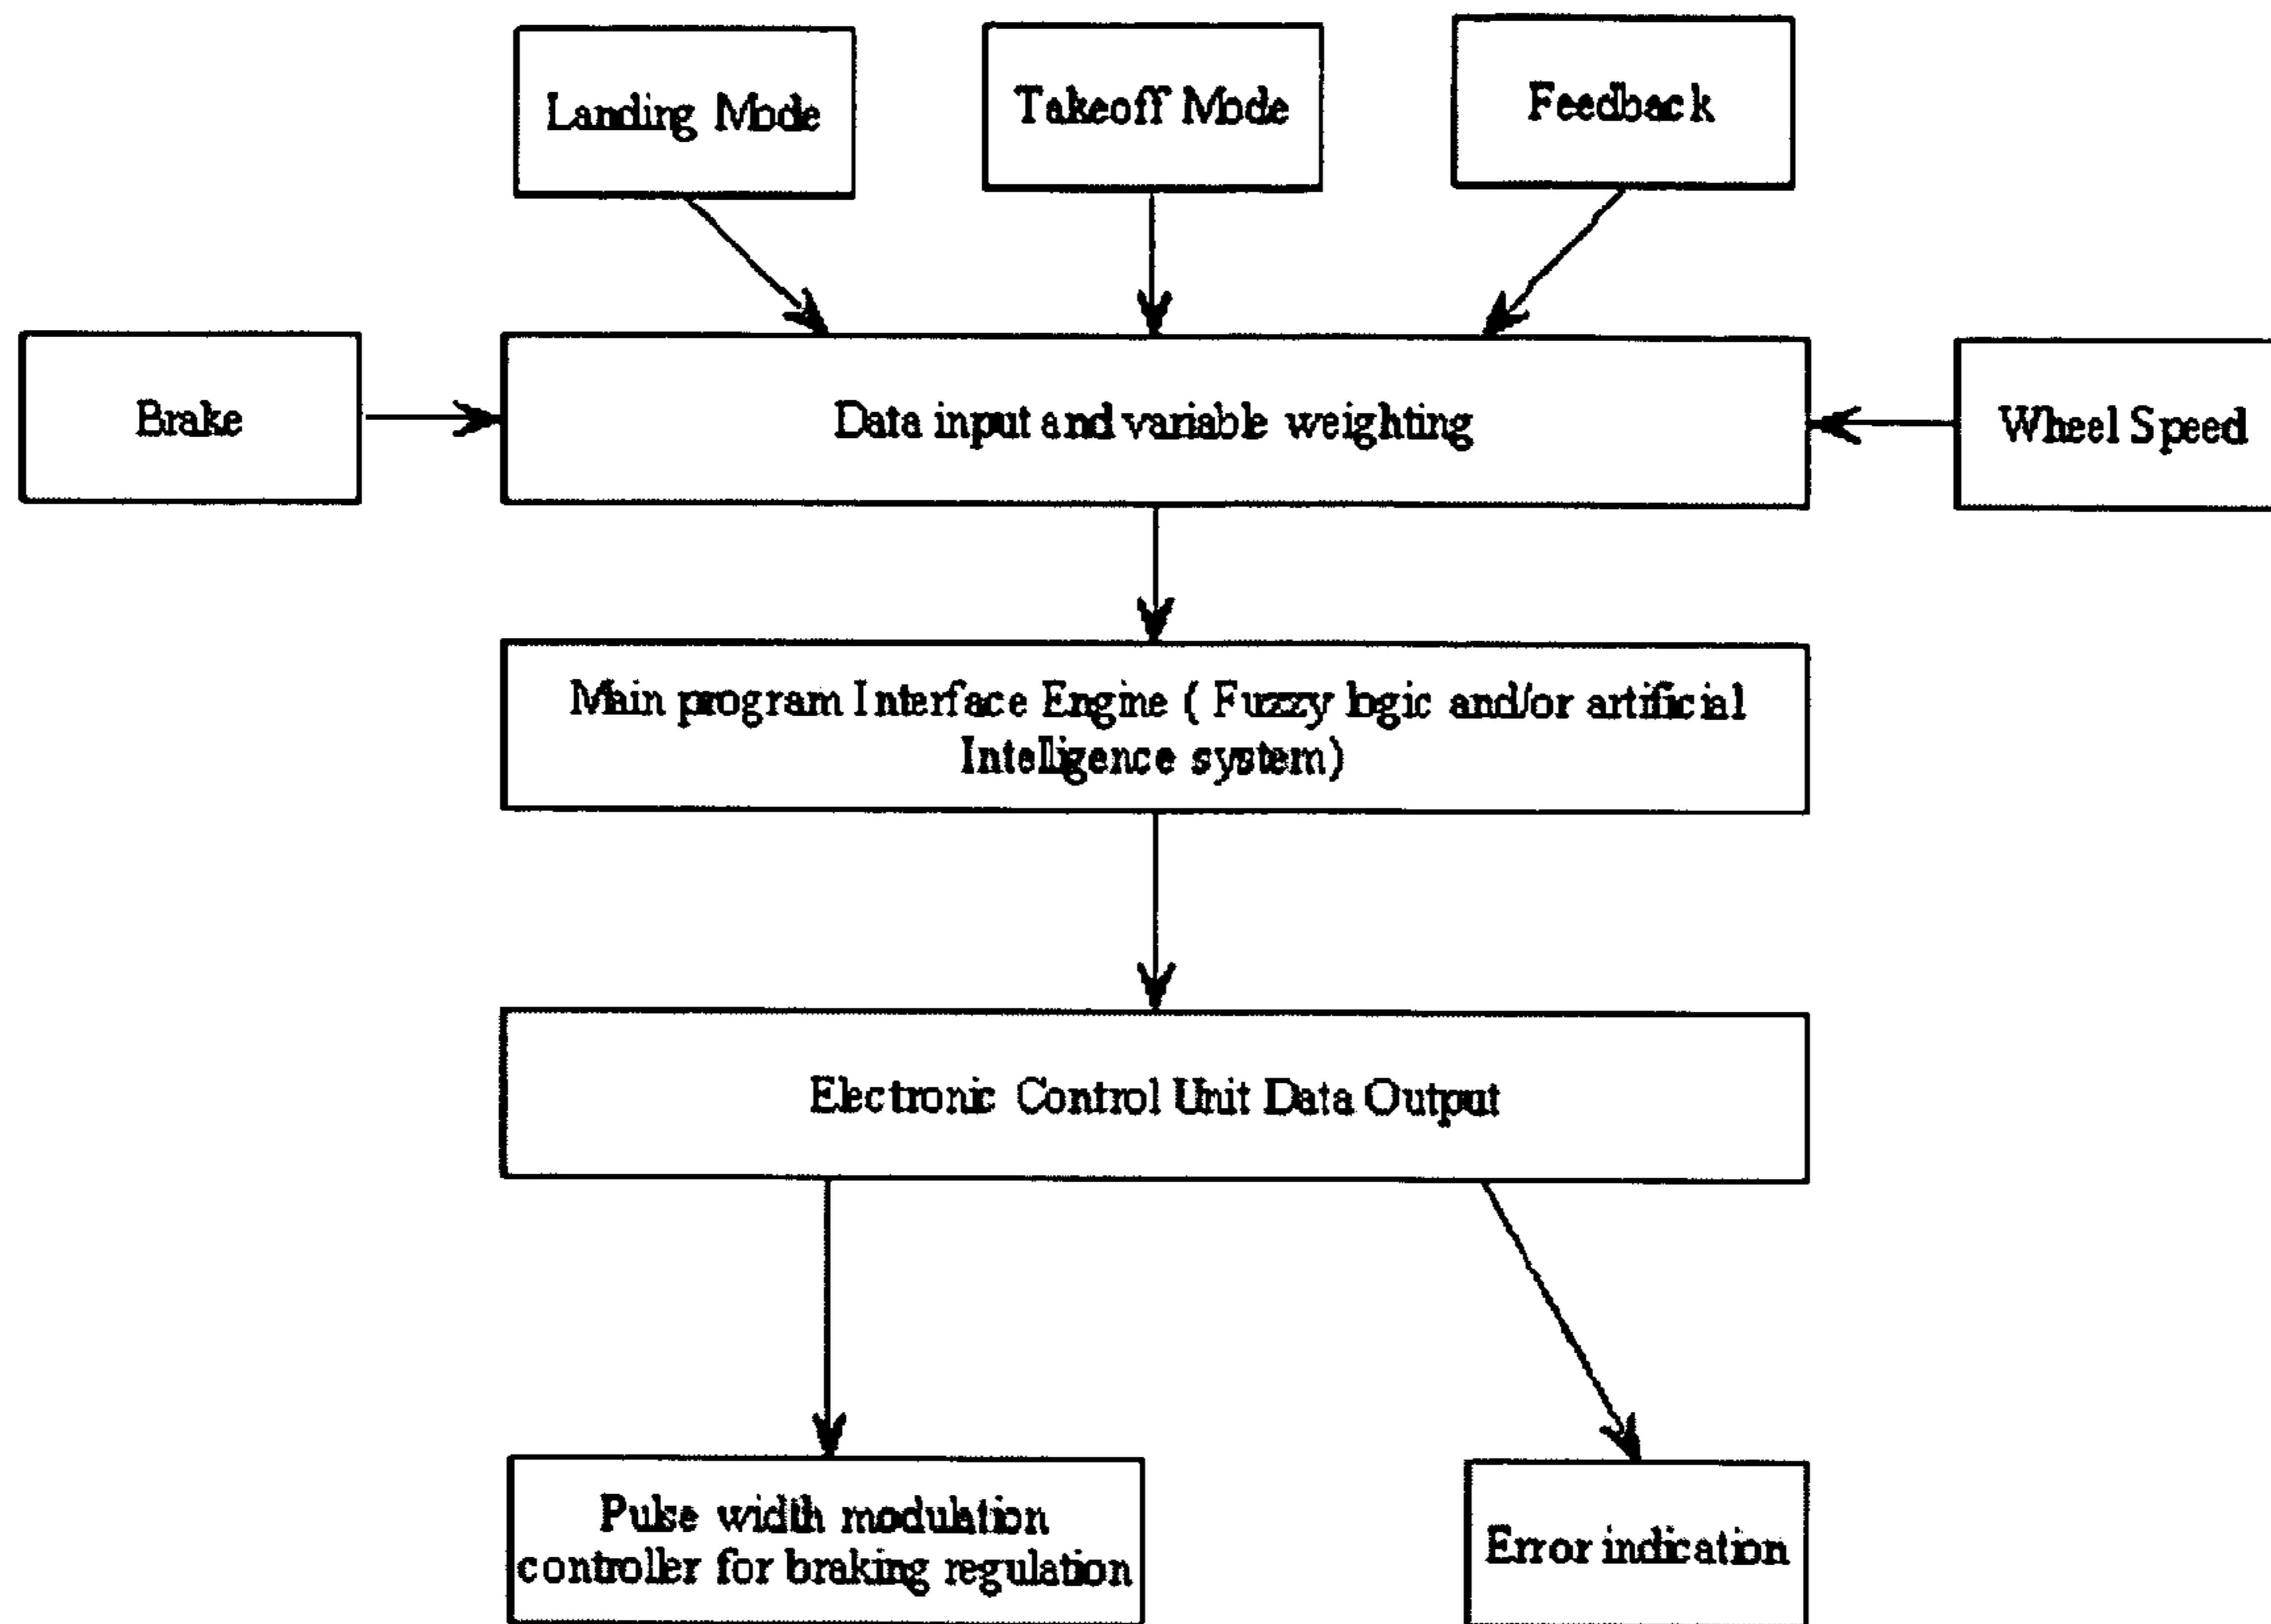 Landing Mode
Takeoff Mode
Feedback
Brake
Data input and variable weighting
Wheel Speed
Main program Interface Engine ( Fuzzy logic and/or artificial
Intelligence system)
Electronic Control Unit Data Output
Pulse width modulation
controller for braking regulation
Error indication